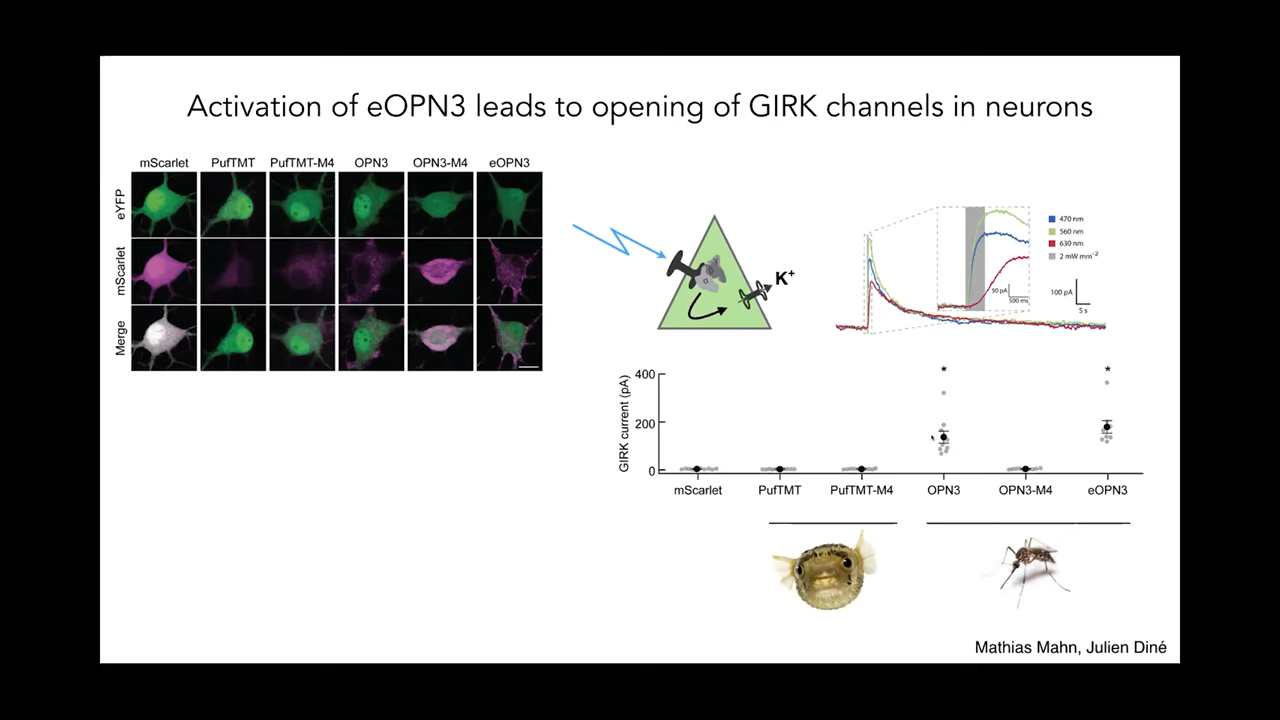 Activation of eOPN3 leads to opening of GIRK channels in neurons
mScarlet PufTMT PufTMT-M4 OPN3 OPN3-M4 eOPN3
eYFP
mScarlet
Merge
K+
470 nm
560 nm
630 nm
2 mW mm-2
50 pA
500 ms
100 pA
5 s
GIRK current (pA)
400
200
0
* *
mScarlet PufTMT PufTMT-M4 OPN3 OPN3-M4 eOPN3
Mathias Mahn, Julien Diné